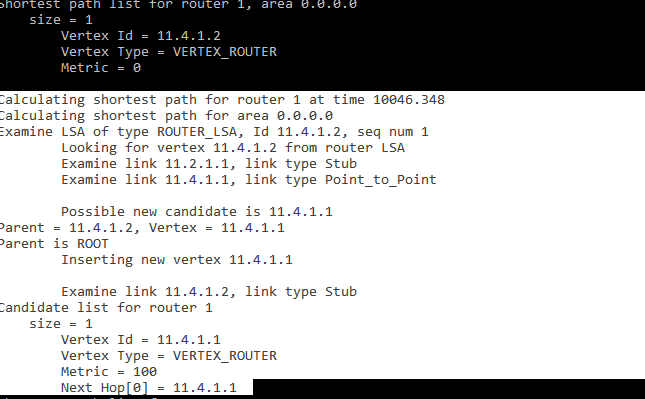 Shortest path list for router 1, area 0.0.0.0
size = 1
Vertex Id = 11.4.1.2
Vertex Type = VERTEX_ROUTER
Metric = 0
Calculating shortest path for router 1 at time 10046.348
Calculating shortest path for area 0.0.0.0
Examine LSA of type ROUTER_LSA, Id 11.4.1.2, seq num 1
Looking for vertex 11.4.1.2 from router LSA
Examine link 11.2.1.1, link type Stub
Examine link 11.4.1.1, link type Point_to_Point
Possible new candidate is 11.4.1.1
Parent = 11.4.1.2, Vertex = 11.4.1.1
Parent is ROOT
Inserting new vertex 11.4.1.1
Examine link 11.4.1.2, link type Stub
Candidate list for router 1
size = 1
Vertex Id = 11.4.1.1
Vertex Type = VERTEX_ROUTER
Metric = 100
Next Hop[0] = 11.4.1.1